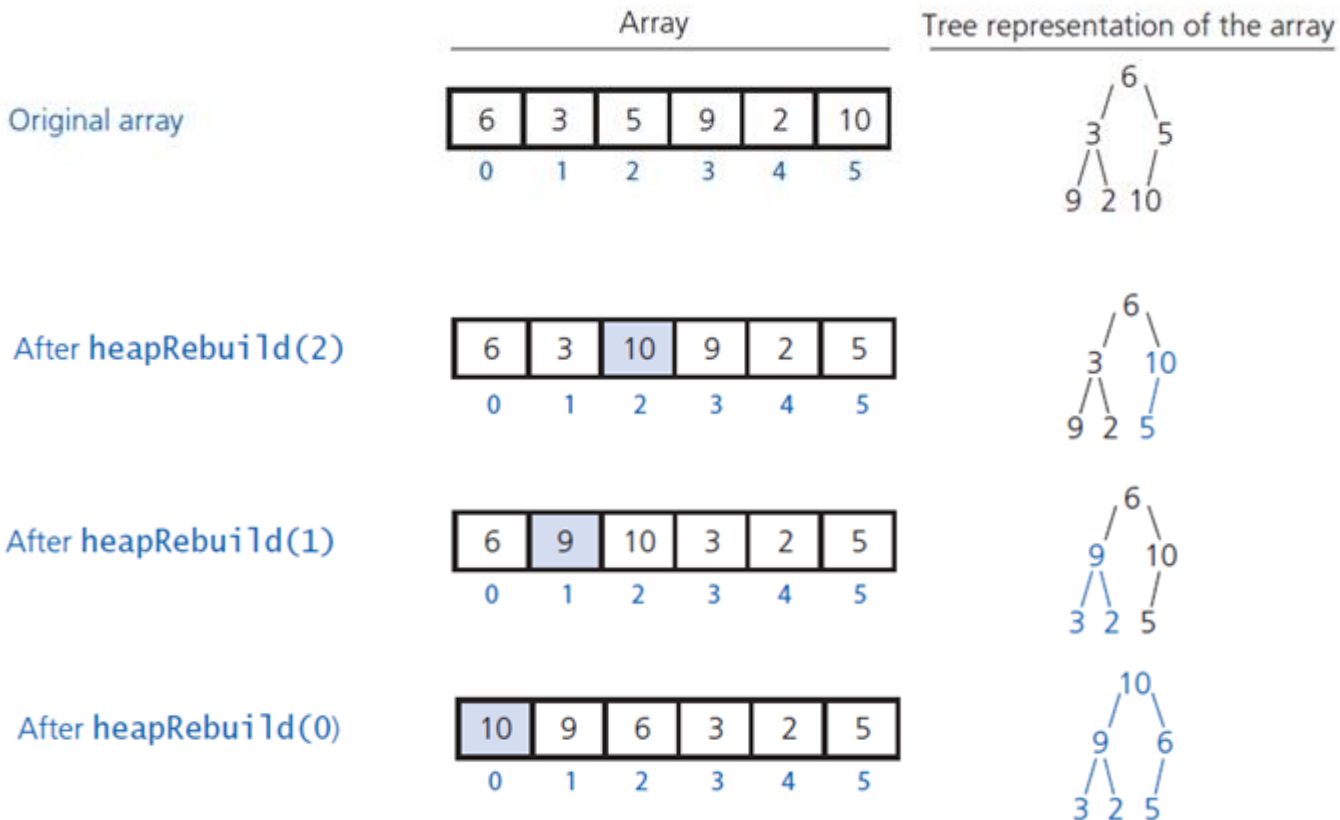 Array Tree representation of the array
Original array 6 3 5 9 2 10
0 1 2 3 4 5
6
3 5
9 2 10
After heapRebuild(2) 6 3 10 9 2 5
0 1 2 3 4 5
6
3 10
9 2 5
After heapRebuild(1) 6 9 10 3 2 5
0 1 2 3 4 5
6
9 10
3 2 5
After heapRebuild(0) 10 9 6 3 2 5
0 1 2 3 4 5
10
9 6
3 2 5